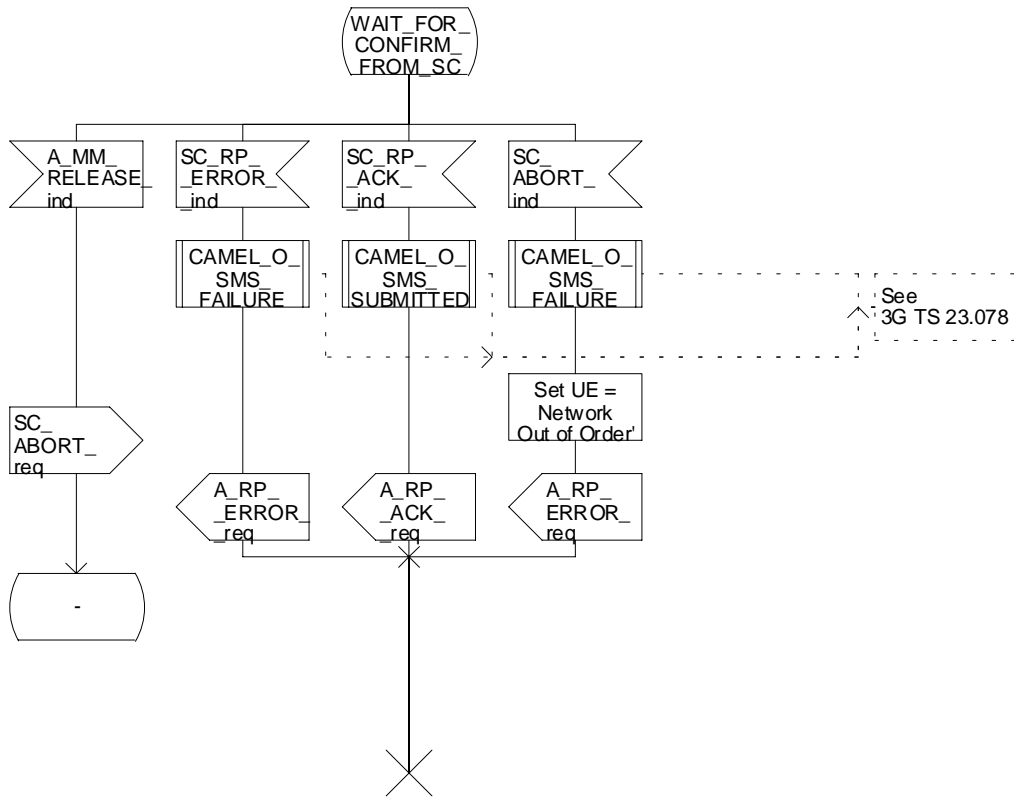 WAIT_FOR_
CONFIRM_
FROM_SC
A_MM_
RELEASE_
ind
SC_RP_
_ERROR_
_ind
SC_RP_
_ACK_
_ind
SC_
ABORT_
ind
CAMEL_O_
SMS_
FAILURE
CAMEL_O_
SMS_
SUBMITTED
CAMEL_O_
SMS_
FAILURE
See
3G TS 23.078
Set UE =
Network
Out of Order'
SC_
ABORT_
req
A_RP_
_ERROR_
_req
A_RP_
_ACK_
_req
A_RP_
ERROR_
req
-